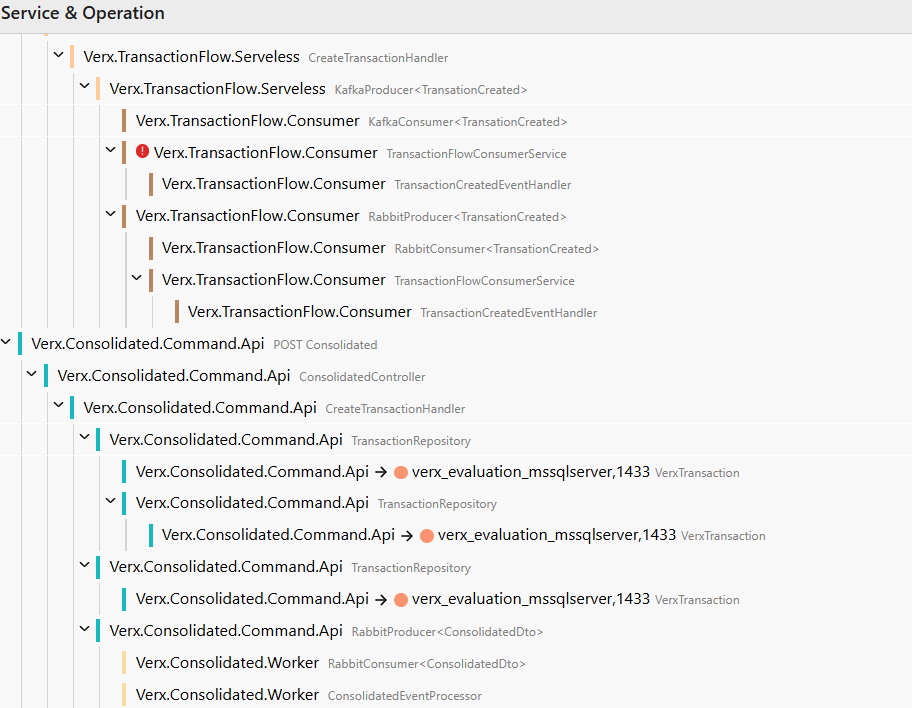 Service & Operation
Verx.TransactionFlow.Serveless CreateTransactionHandler
Verx.TransactionFlow.Serveless KafkaProducer<TransationCreated>
Verx.TransactionFlow.Consumer KafkaConsumer<TransationCreated>
Verx.TransactionFlow.Consumer TransactionFlowConsumerService
Verx.TransactionFlow.Consumer TransactionCreatedEventHandler
Verx.TransactionFlow.Consumer RabbitProducer<TransationCreated>
Verx.TransactionFlow.Consumer RabbitConsumer<TransationCreated>
Verx.TransactionFlow.Consumer TransactionFlowConsumerService
Verx.TransactionFlow.Consumer TransactionCreatedEventHandler
Verx.Consolidated.Command.Api POST Consolidated
Verx.Consolidated.Command.Api ConsolidatedController
Verx.Consolidated.Command.Api CreateTransactionHandler
Verx.Consolidated.Command.Api TransactionRepository
Verx.Consolidated.Command.Api → verx_evaluation_mssqlserver,1433 VerxTransaction
Verx.Consolidated.Command.Api TransactionRepository
Verx.Consolidated.Command.Api → verx_evaluation_mssqlserver,1433 VerxTransaction
Verx.Consolidated.Command.Api TransactionRepository
Verx.Consolidated.Command.Api → verx_evaluation_mssqlserver,1433 VerxTransaction
Verx.Consolidated.Command.Api RabbitProducer<ConsolidatedDto>
Verx.Consolidated.Worker RabbitConsumer<ConsolidatedDto>
Verx.Consolidated.Worker ConsolidatedEventProcessor